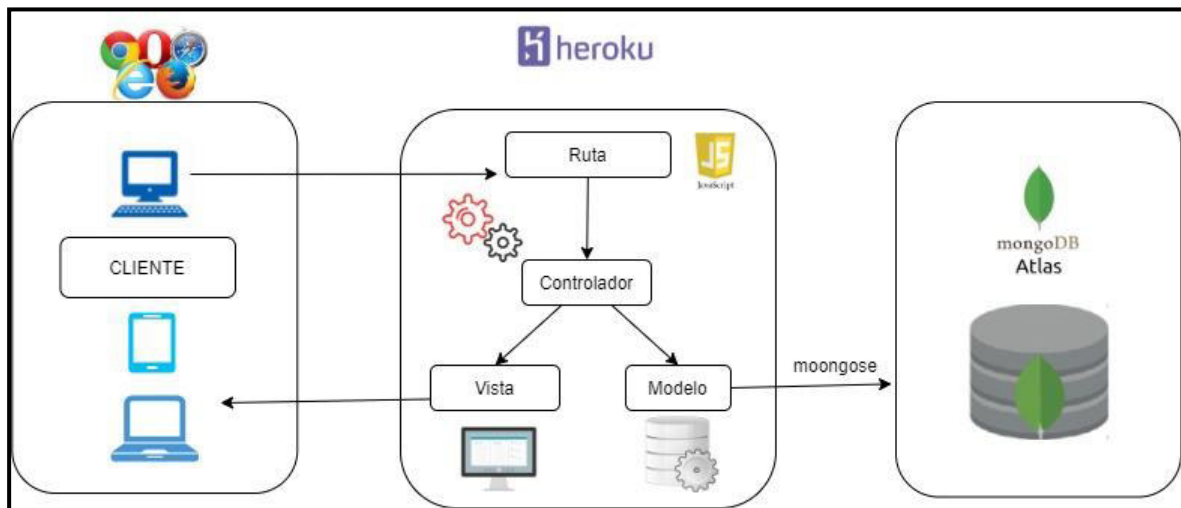 heroku
CLIENTE
Ruta
JS
JavaScript
Controlador
Vista
Modelo
moongose
mongoDB
Atlas